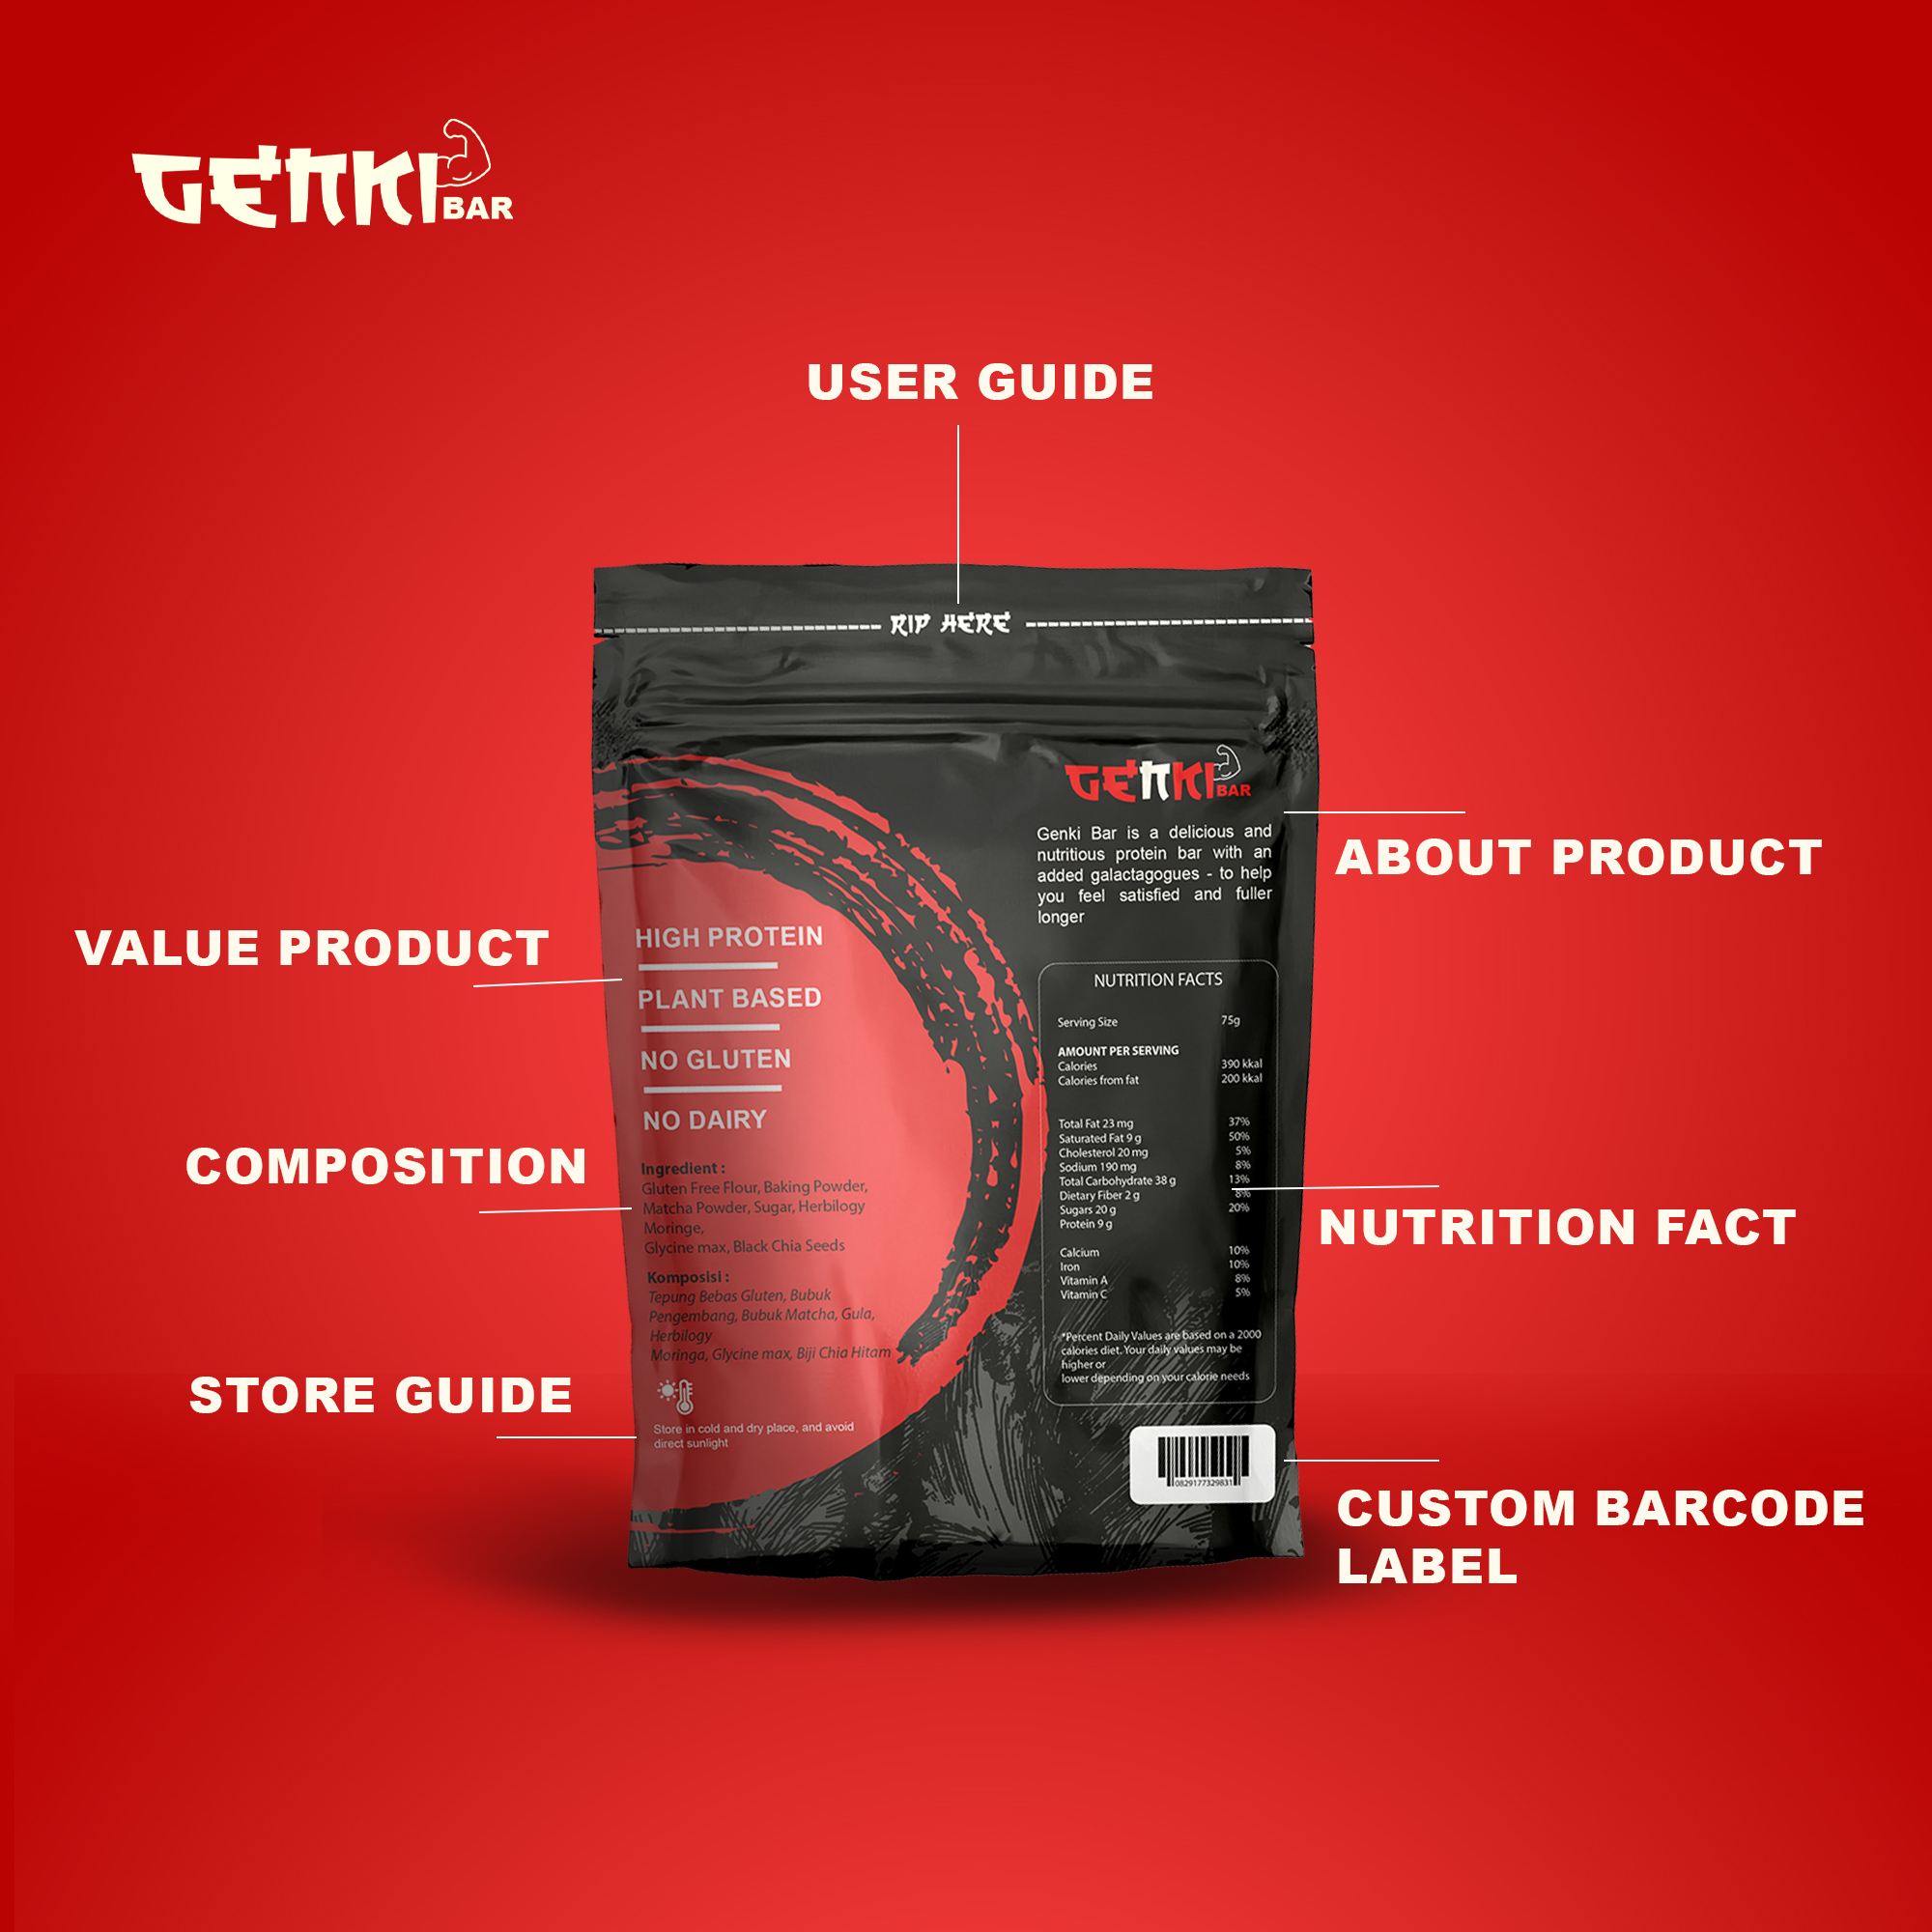 GENKI BAR
USER GUIDE
RIP HERE
GENKI BAR
Genki Bar is a delicious and
nutritious protein bar with an
added galactagogues - to help
you feel satisfied and fuller
longer
ABOUT PRODUCT
VALUE PRODUCT
HIGH PROTEIN
PLANT BASED
NO GLUTEN
NO DAIRY
COMPOSITION
Ingredient :
Gluten Free Flour, Baking Powder,
Matcha Powder, Sugar, Herbilogy
Moringe,
Glycine max, Black Chia Seeds
Komposisi :
Tepung Bebas Gluten, Bubuk
Pengembang, Bubuk Matcha, Gula,
Herbilogy
Moringa, Glycine max, Biji Chia Hitam
STORE GUIDE
Store in cold and dry place, and avoid
direct sunlight
NUTRITION FACTS
Serving Size 75g
AMOUNT PER SERVING
Calories 390 kkal
Calories from fat 200 kkal
Total Fat 23 mg 37%
Saturated Fat 9 g 50%
Cholesterol 20 mg 5%
Sodium 190 mg 8%
Total Carbohydrate 38 g 13%
Dietary Fiber 2 g 8%
Sugars 20 g 20%
Protein 9 g
Calcium 10%
Iron 10%
Vitamin A 8%
Vitamin C 5%
*Percent Daily Values are based on a 2000
calories diet. Your daily values may be
higher or
lower depending on your calorie needs
NUTRITION FACT
0829177329831
CUSTOM BARCODE
LABEL